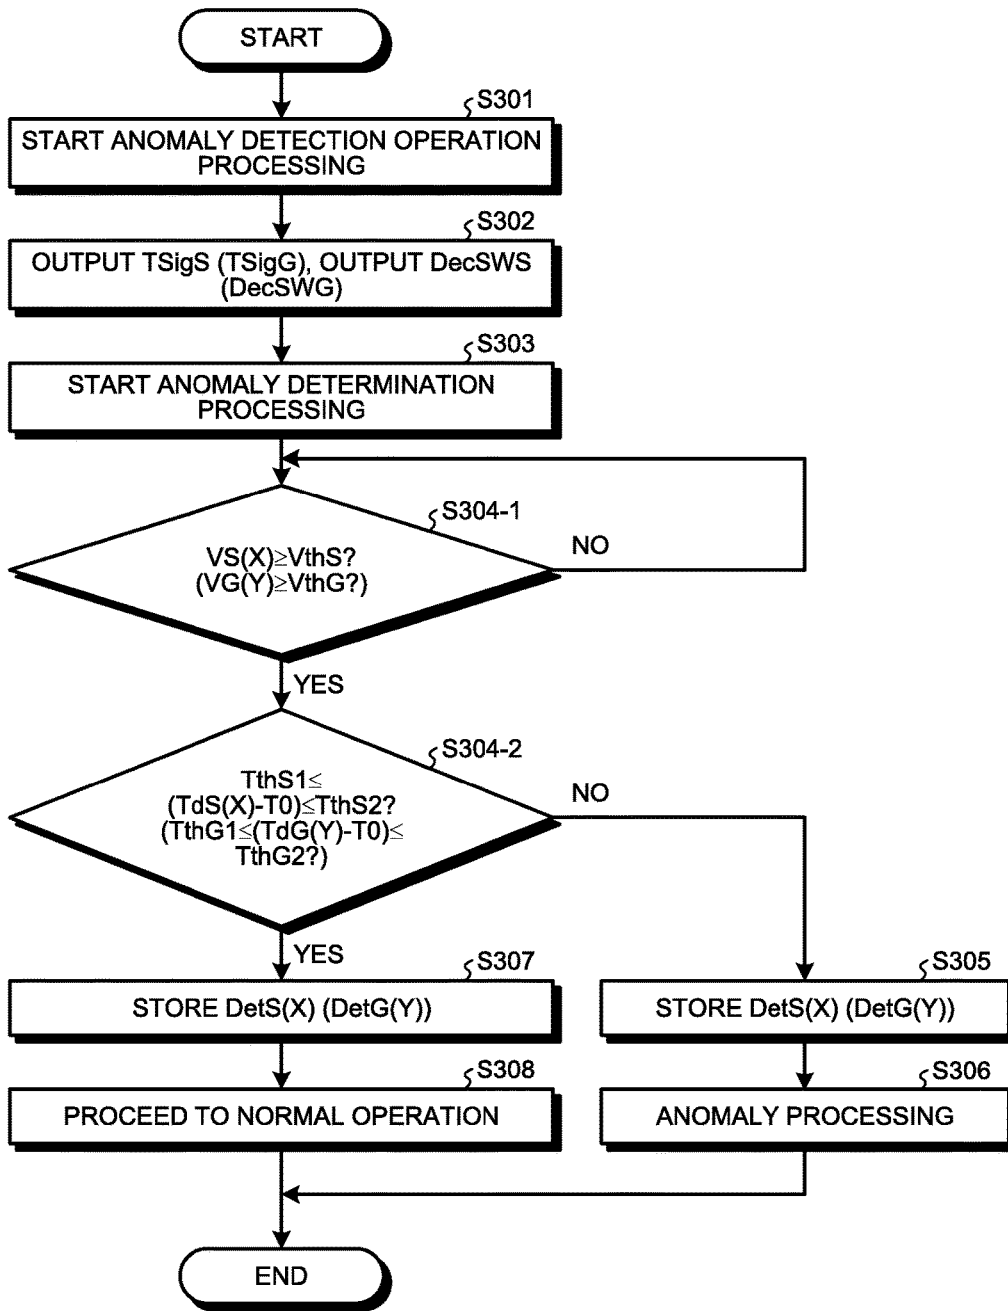 START
S301
START ANOMALY DETECTION OPERATION
PROCESSING
S302
OUTPUT TSigS (TSigG), OUTPUT DecSWS
(DecSWG)
S303
START ANOMALY DETERMINATION
PROCESSING
S304-1
VS(X)≥VthS?
(VG(Y)≥VthG?)
NO
YES
S304-2
TthS1≤
(TdS(X)-T0)≤TthS2?
(TthG1≤(TdG(Y)-T0)≤
TthG2?)
NO
YES
S307
STORE DetS(X) (DetG(Y))
S305
STORE DetS(X) (DetG(Y))
S308
PROCEED TO NORMAL OPERATION
S306
ANOMALY PROCESSING
END